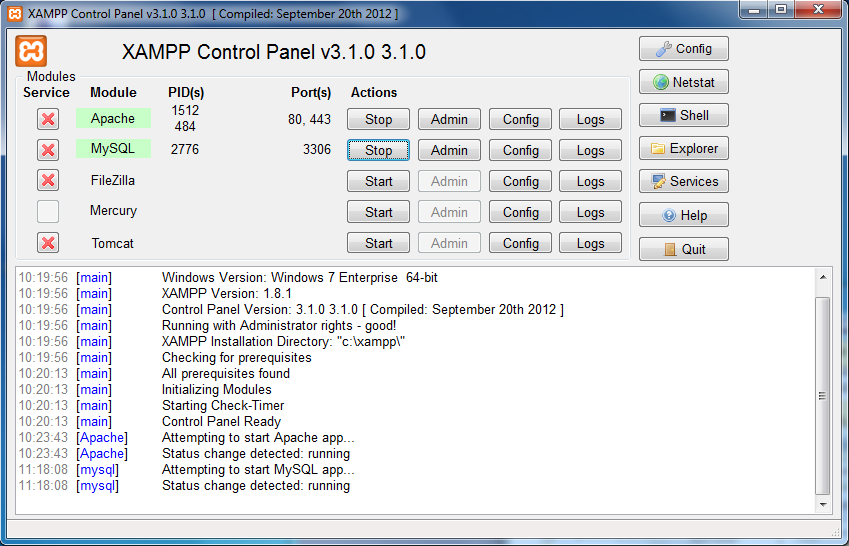 XAMPP Control Panel v3.1.0 3.1.0 [ Compiled: September 20th 2012 ]
XAMPP Control Panel v3.1.0 3.1.0
Config
Modules
Service Module PID(s) Port(s) Actions
Netstat
Apache 1512 484 80, 443 Stop Admin Config Logs
Shell
MySQL 2776 3306 Stop Admin Config Logs
Explorer
FileZilla Start Admin Config Logs
Services
Mercury Start Admin Config Logs
Help
Tomcat Start Admin Config Logs
Quit
10:19:56 [main] Windows Version: Windows 7 Enterprise 64-bit
10:19:56 [main] XAMPP Version: 1.8.1
10:19:56 [main] Control Panel Version: 3.1.0 3.1.0 [ Compiled: September 20th 2012 ]
10:19:56 [main] Running with Administrator rights - good!
10:19:56 [main] XAMPP Installation Directory: "c:\xampp\"
10:19:56 [main] Checking for prerequisites
10:20:13 [main] All prerequisites found
10:20:13 [main] Initializing Modules
10:20:13 [main] Starting Check-Timer
10:20:13 [main] Control Panel Ready
10:23:43 [Apache] Attempting to start Apache app...
10:23:43 [Apache] Status change detected: running
11:18:08 [mysql] Attempting to start MySQL app...
11:18:08 [mysql] Status change detected: running